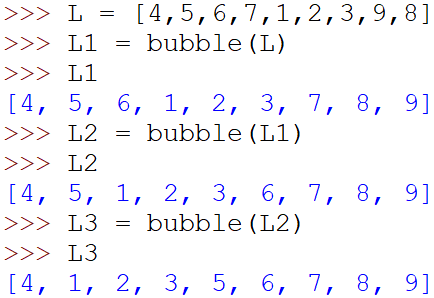 >>> L = [4,5,6,7,1,2,3,9,8]
>>> L1 = bubble(L)
>>> L1
[4, 5, 6, 1, 2, 3, 7, 8, 9]
>>> L2 = bubble(L1)
>>> L2
[4, 5, 1, 2, 3, 6, 7, 8, 9]
>>> L3 = bubble(L2)
>>> L3
[4, 1, 2, 3, 5, 6, 7, 8, 9]